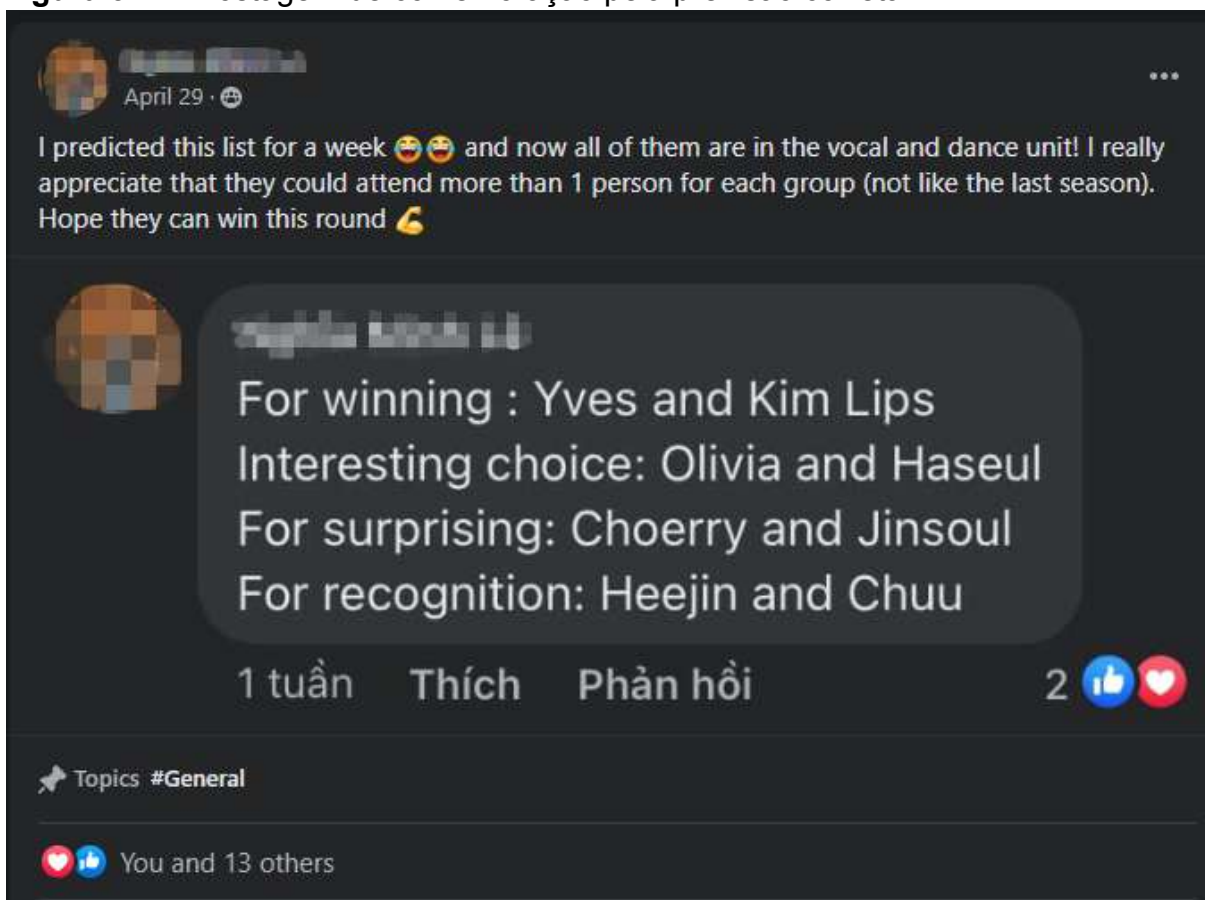 April 29 ·
I predicted this list for a week 😂😂 and now all of them are in the vocal and dance unit! I really
appreciate that they could attend more than 1 person for each group (not like the last season).
Hope they can win this round 💪
For winning : Yves and Kim Lips
Interesting choice: Olivia and Haseul
For surprising: Choerry and Jinsoul
For recognition: Heejin and Chuu
1 tuần Thích Phản hồi 2
Topics #General
You and 13 others